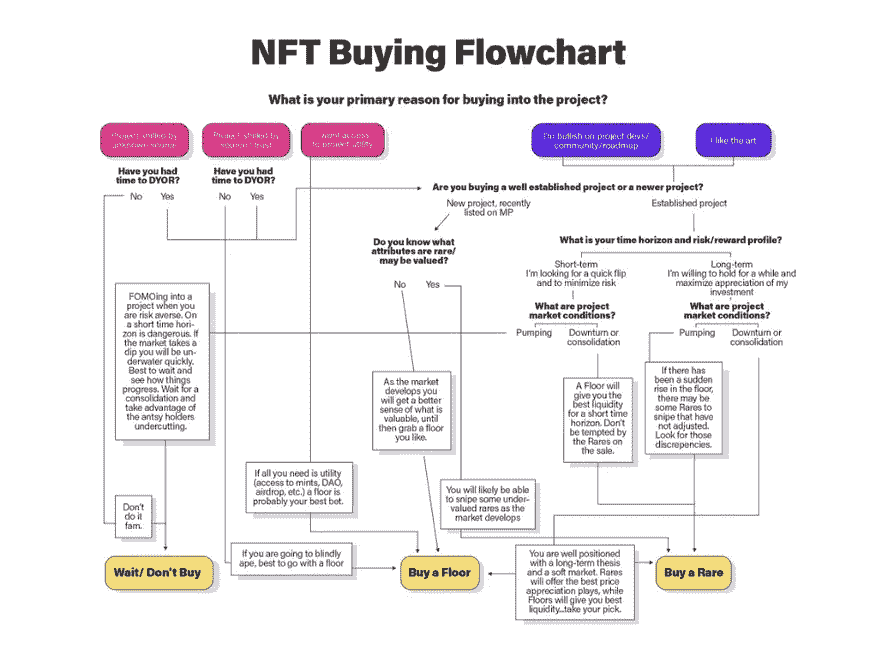 NFT Buying Flowchart
What is your primary reason for buying into the project?
Project shilled by
unknown source
Project shilled by
someone I trust
I want access
to project utility
I'm bullish on project devs/
community/roadmap
I like the art
Have you had
time to DYOR?
No Yes
Have you had
time to DYOR?
No Yes
Are you buying a well established project or a newer project?
New project, recently
listed on MP
Established project
Do you know what
attributes are rare/
may be valued?
No Yes
What is your time horizon and risk/reward profile?
Short-term
I'm looking for a quick flip
and to minimize risk
Long-term
I'm willing to hold for a while and
maximize appreciation of my
investment
What are project
market conditions?
Pumping Downturn or
consolidation
What are project
market conditions?
Pumping Downturn or
consolidation
FOMOing into a
project when you
are risk averse. On
a short time hori-
zon is dangerous. If
the market takes a
dip you will be un-
derwater quickly.
Best to wait and
see how things
progress. Wait for a
consolidation and
take advantage of
the antsy holders
undercutting.
As the market
develops you
will get a better
sense of what is
valuable, until
then grab a floor
you like.
A Floor will
give you the
best liquidity
for a short time
horizon. Don't
be tempted by
the Rares on
the sale.
If there has
been a sudden
rise in the floor,
there may be
some Rares to
snipe that have
not adjusted.
Look for those
discrepencies.
If all you need is utility
(access to mints, DAO,
airdrop, etc.) a floor is
probably your best bet.
You will likely be able
to snipe some under-
valued rares as the
market develops
Don't
do it
fam.
If you are going to blindly
ape, best to go with a floor
You are well positioned
with a long-term thesis
and a soft market. Rares
will offer the best price
appreciation plays, while
Floors will give you best
liquidity...take your pick.
Wait/ Don't Buy
Buy a Floor
Buy a Rare